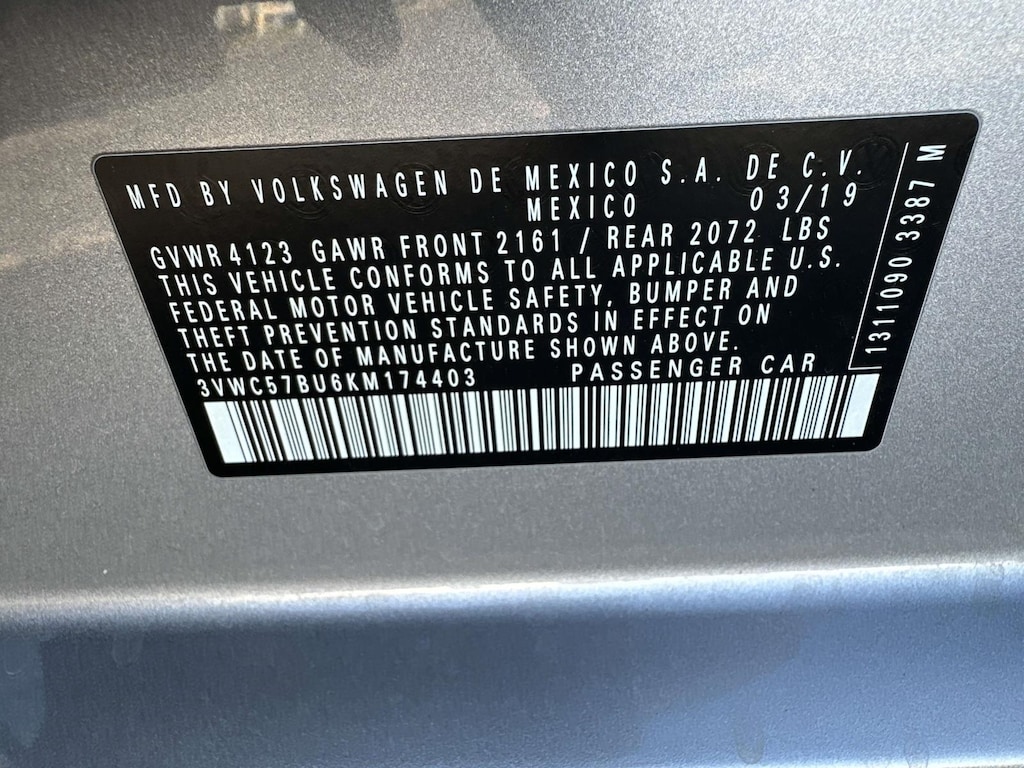 MFD BY VOLKSWAGEN DE MEXICO S.A. DE C.V.
MEXICO 03/19
GVWR 4123 GAWR FRONT 2161 / REAR 2072 LBS
THIS VEHICLE CONFORMS TO ALL APPLICABLE U.S.
FEDERAL MOTOR VEHICLE SAFETY, BUMPER AND
THEFT PREVENTION STANDARDS IN EFFECT ON
THE DATE OF MANUFACTURE SHOWN ABOVE.
3VWC57BU6KM174403 PASSENGER CAR
1311090 3387 M